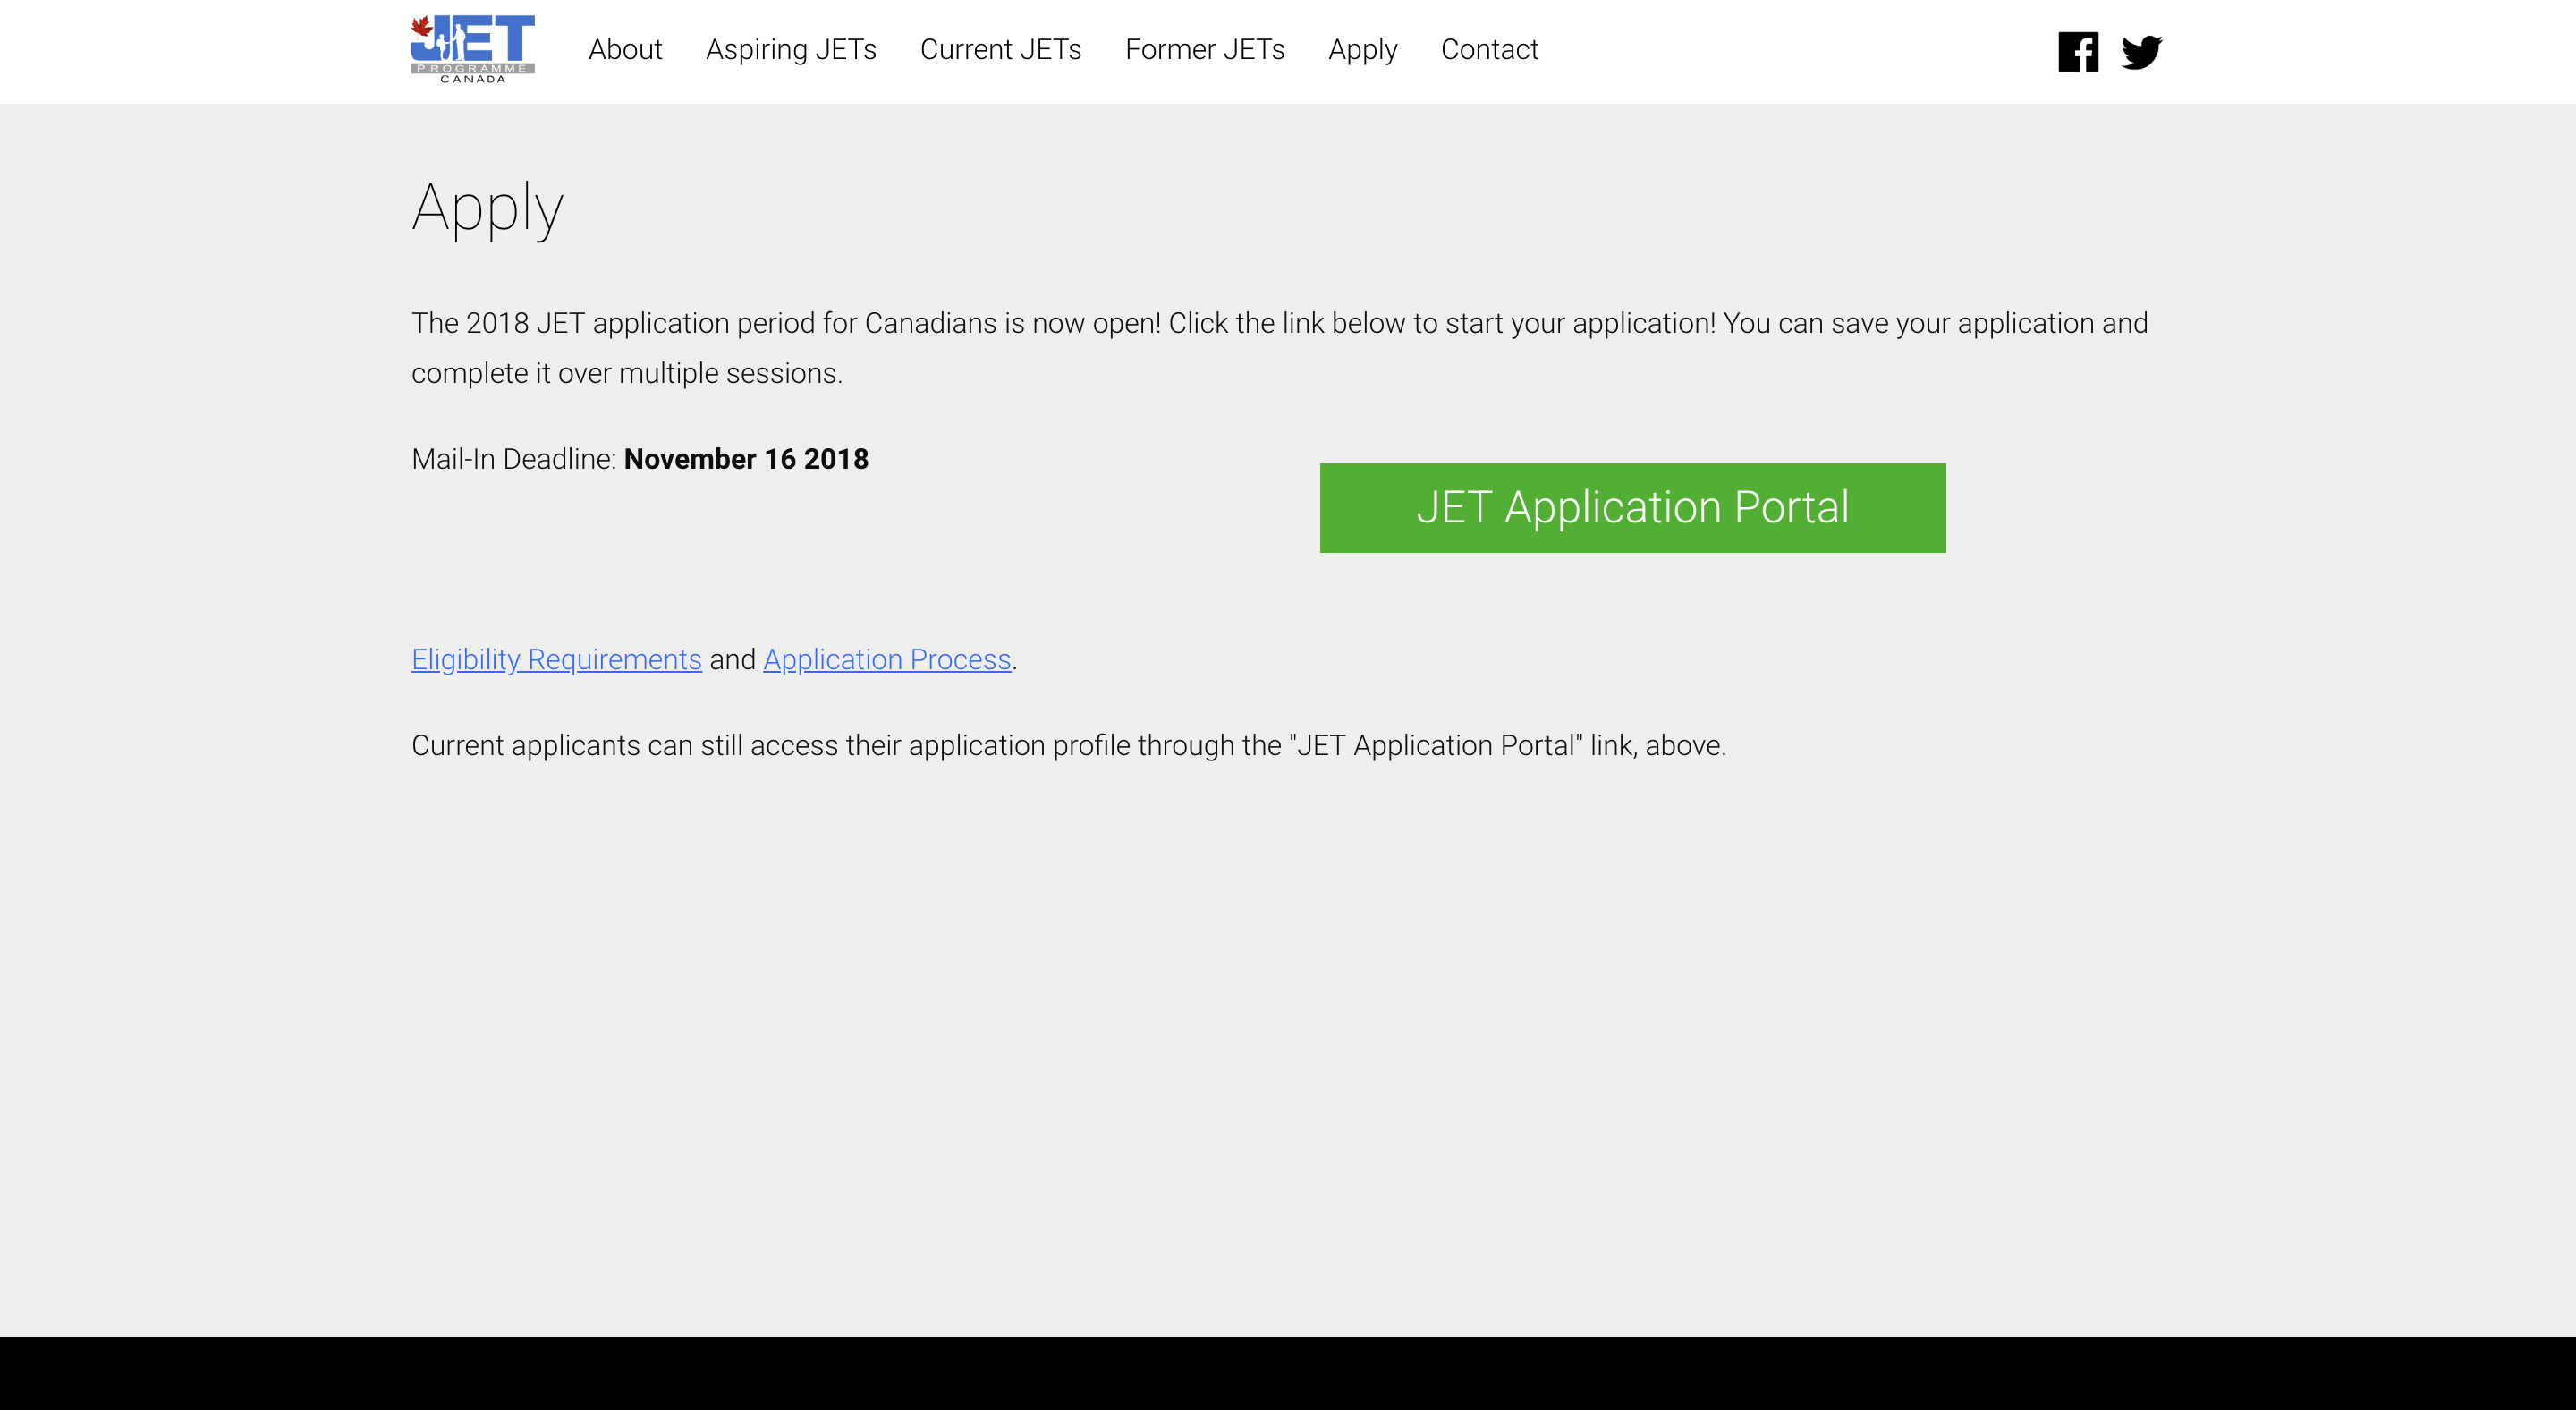 JET
PROGRAMME
CANADA
About Aspiring JETs Current JETs Former JETs Apply Contact
Apply
The 2018 JET application period for Canadians is now open! Click the link below to start your application! You can save your application and
complete it over multiple sessions.
Mail-In Deadline: November 16 2018
JET Application Portal
Eligibility Requirements and Application Process.
Current applicants can still access their application profile through the "JET Application Portal" link, above.